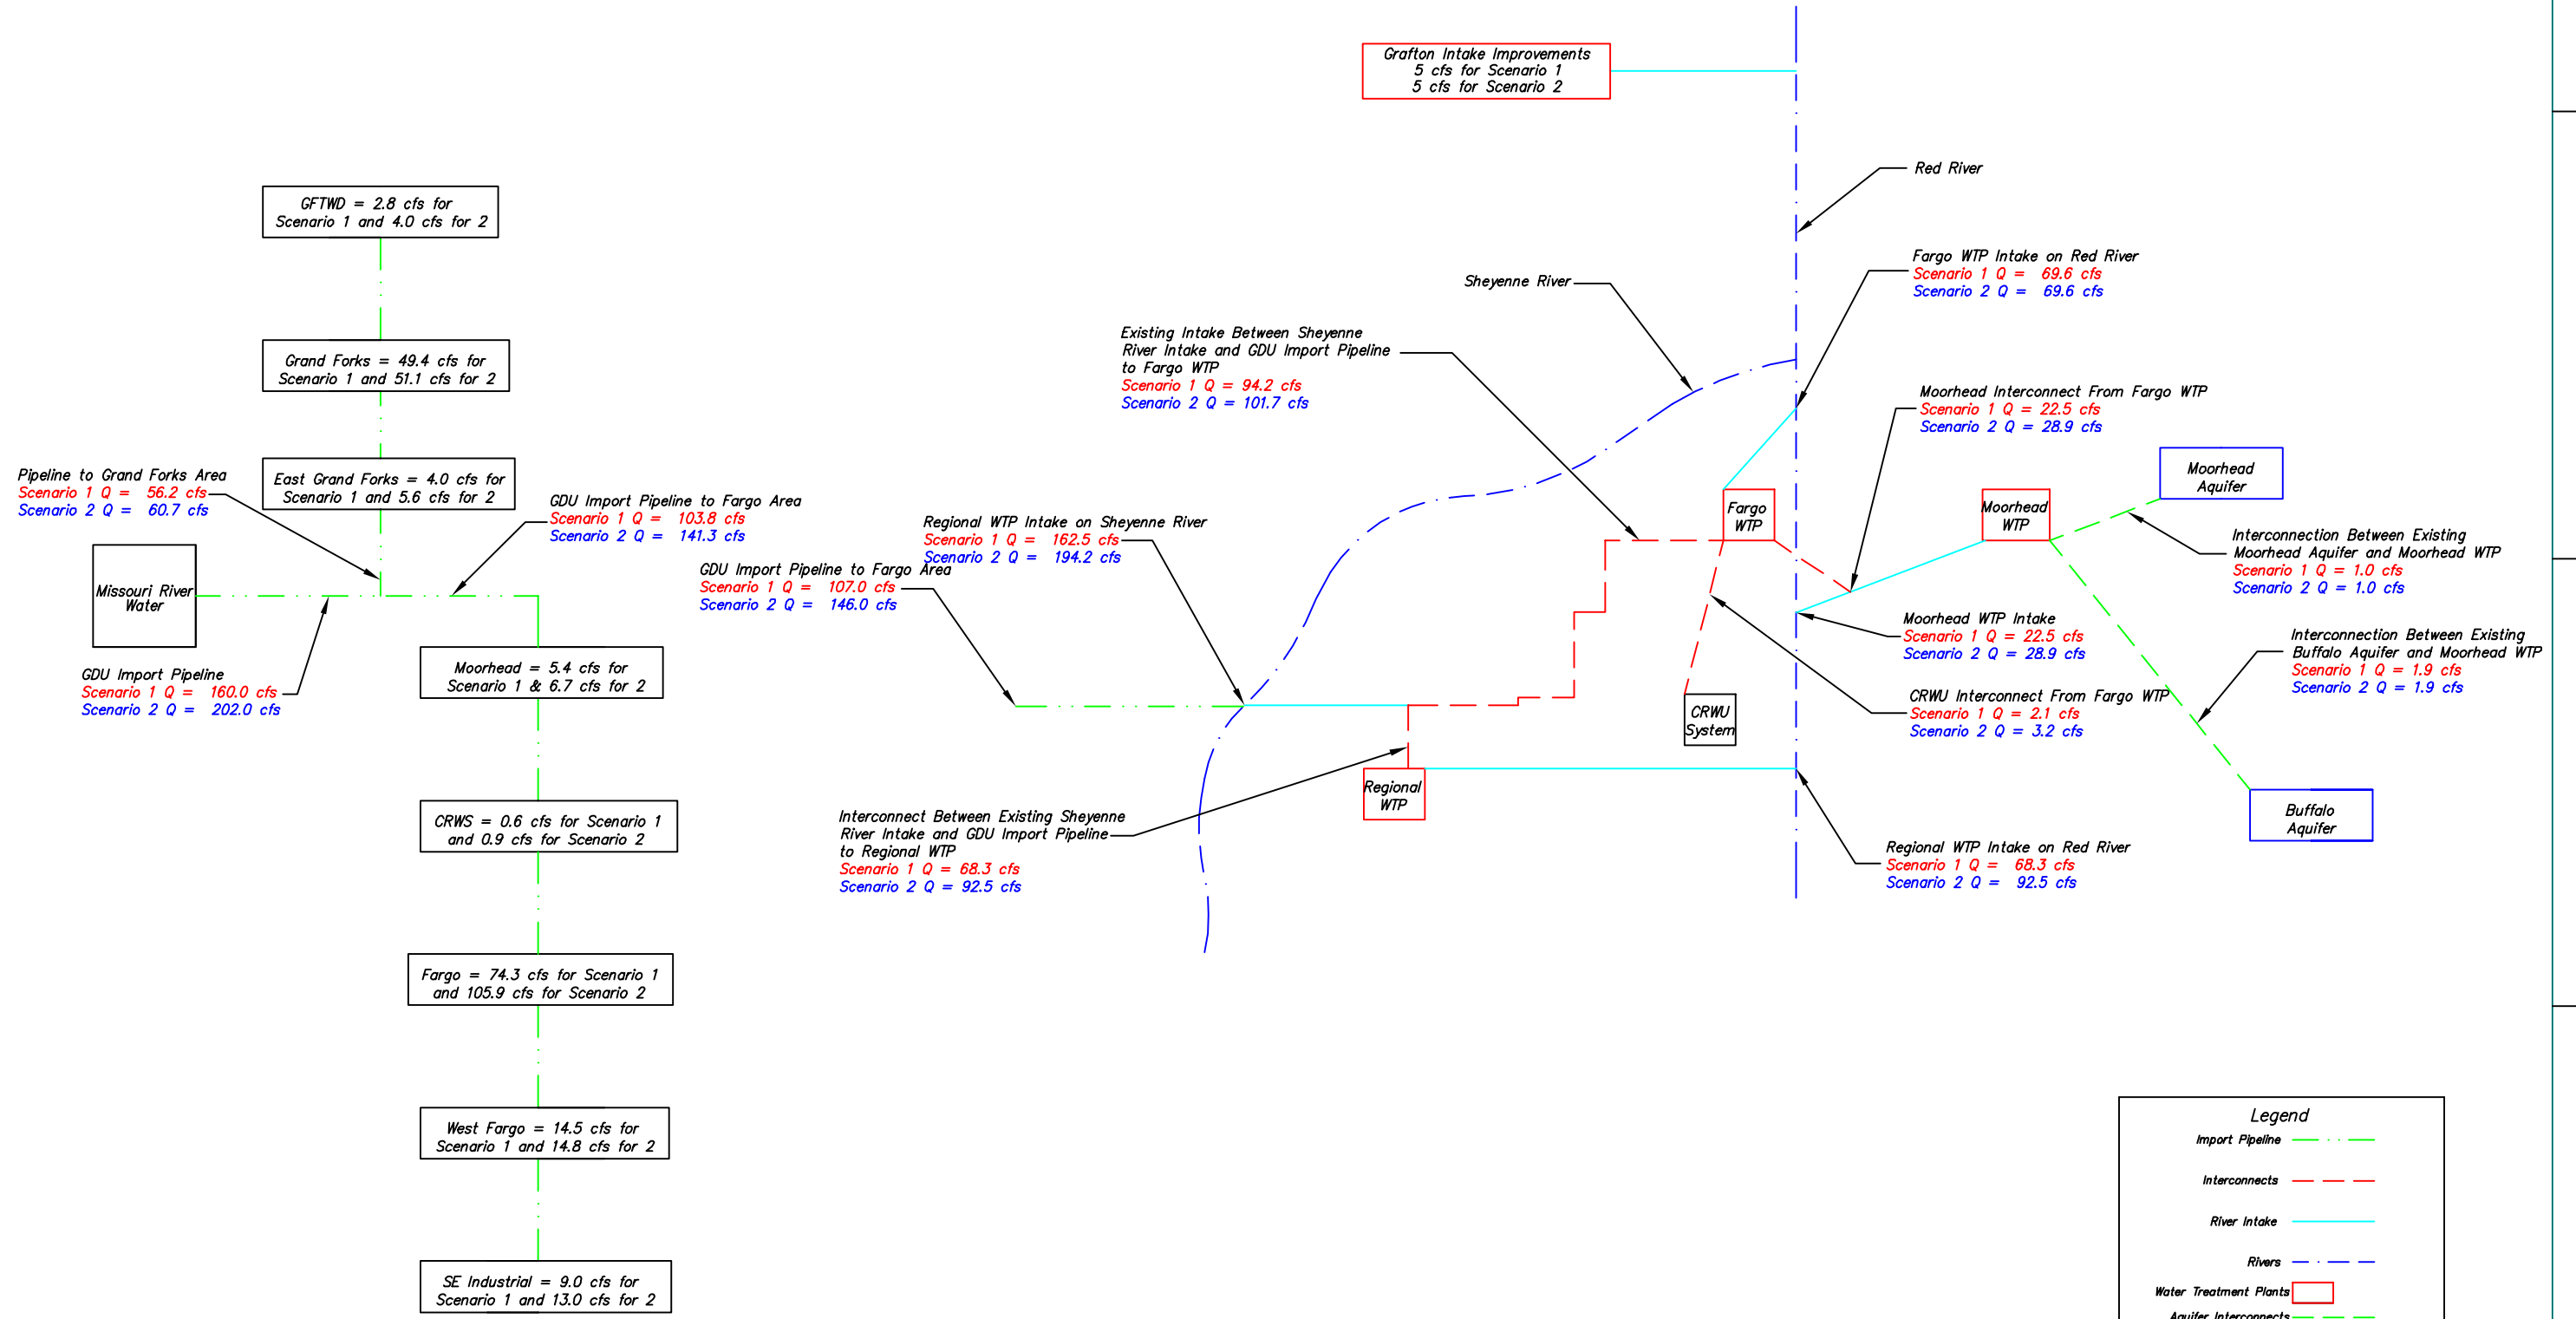 Grafton Intake Improvements
5 cfs for Scenario 1
5 cfs for Scenario 2
Red River
GFTWD = 2.8 cfs for
Scenario 1 and 4.0 cfs for 2
Fargo WTP Intake on Red River
Scenario 1 Q = 69.6 cfs
Scenario 2 Q = 69.6 cfs
Sheyenne River
Existing Intake Between Sheyenne
River Intake and GDU Import Pipeline
to Fargo WTP
Scenario 1 Q = 94.2 cfs
Scenario 2 Q = 101.7 cfs
Grand Forks = 49.4 cfs for
Scenario 1 and 51.1 cfs for 2
Moorhead Interconnect From Fargo WTP
Scenario 1 Q = 22.5 cfs
Scenario 2 Q = 28.9 cfs
Moorhead
Aquifer
Pipeline to Grand Forks Area
Scenario 1 Q = 56.2 cfs
Scenario 2 Q = 60.7 cfs
East Grand Forks = 4.0 cfs for
Scenario 1 and 5.6 cfs for 2
GDU Import Pipeline to Fargo Area
Scenario 1 Q = 103.8 cfs
Scenario 2 Q = 141.3 cfs
Regional WTP Intake on Sheyenne River
Scenario 1 Q = 162.5 cfs
Scenario 2 Q = 194.2 cfs
Fargo
WTP
Moorhead
WTP
Interconnection Between Existing
Moorhead Aquifer and Moorhead WTP
Scenario 1 Q = 1.0 cfs
Scenario 2 Q = 1.0 cfs
GDU Import Pipeline to Fargo Area
Scenario 1 Q = 107.0 cfs
Scenario 2 Q = 146.0 cfs
Missouri River
Water
Moorhead WTP Intake
Scenario 1 Q = 22.5 cfs
Scenario 2 Q = 28.9 cfs
Interconnection Between Existing
Buffalo Aquifer and Moorhead WTP
Scenario 1 Q = 1.9 cfs
Scenario 2 Q = 1.9 cfs
GDU Import Pipeline
Scenario 1 Q = 160.0 cfs
Scenario 2 Q = 202.0 cfs
Moorhead = 5.4 cfs for
Scenario 1 & 6.7 cfs for 2
CRWU
System
CRWU Interconnect From Fargo WTP
Scenario 1 Q = 2.1 cfs
Scenario 2 Q = 3.2 cfs
Regional
WTP
Buffalo
Aquifer
CRWS = 0.6 cfs for Scenario 1
and 0.9 cfs for Scenario 2
Interconnect Between Existing Sheyenne
River Intake and GDU Import Pipeline
to Regional WTP
Scenario 1 Q = 68.3 cfs
Scenario 2 Q = 92.5 cfs
Regional WTP Intake on Red River
Scenario 1 Q = 68.3 cfs
Scenario 2 Q = 92.5 cfs
Fargo = 74.3 cfs for Scenario 1
and 105.9 cfs for Scenario 2
West Fargo = 14.5 cfs for
Scenario 1 and 14.8 cfs for 2
SE Industrial = 9.0 cfs for
Scenario 1 and 13.0 cfs for 2
Legend
Import Pipeline
Interconnects
River Intake
Rivers
Water Treatment Plants
Aquifer Interconnects